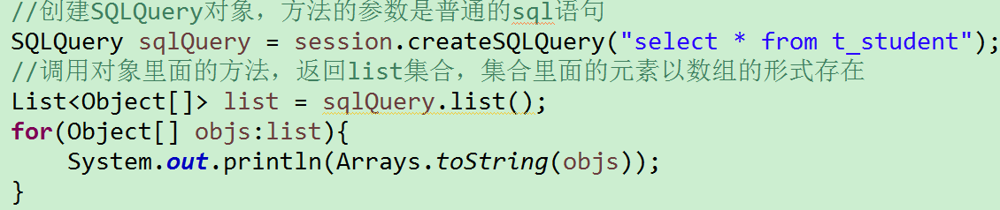 //创建SQLQuery对象，方法的参数是普通的sql语句
SQLQuery sqlQuery = session.createSQLQuery("select * from t_student");
//调用对象里面的方法，返回list集合，集合里面的元素以数组的形式存在
List<Object[]> list = sqlQuery.list();
for(Object[] objs:list){
    System.out.println(Arrays.toString(objs));
}